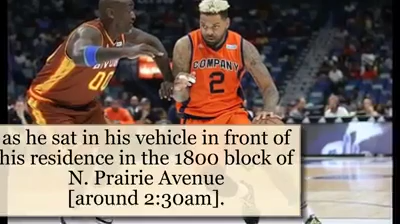 COMPANY
2
00
as he sat in his vehicle in front of
his residence in the 1800 block of
N. Prairie Avenue
[around 2:30am].